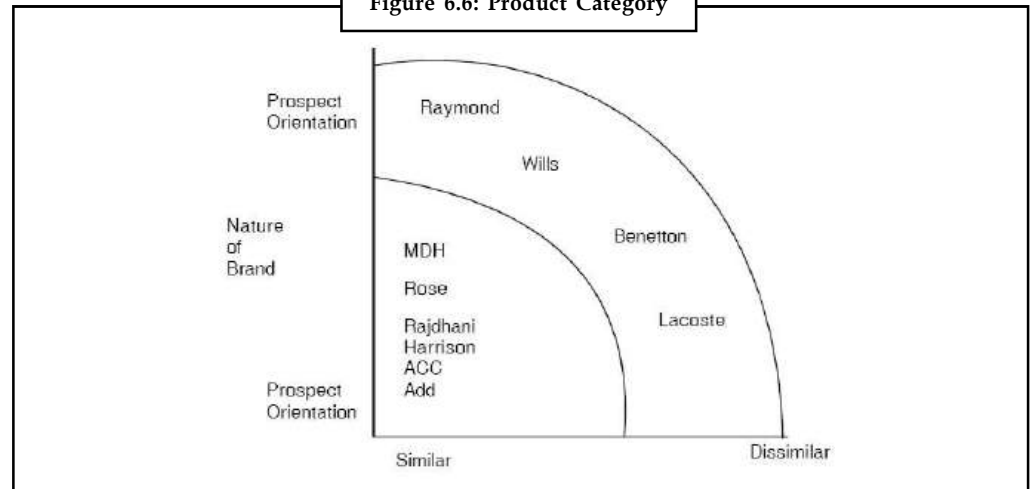 Figure 6.6: Product Category
Prospect
Orientation
Raymond
Wills
Nature
of
Brand
Benetton
MDH
Rose
Lacoste
Rajdhani
Harrison
ACC
Add
Prospect
Orientation
Similar
Dissimilar